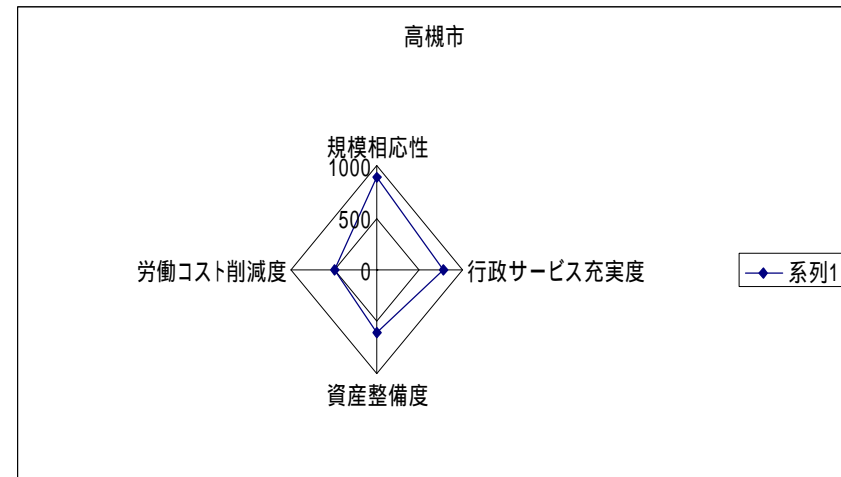 高槻市
規模相応性
1000
500
0
労働コスト削減度
行政サービス充実度
資産整備度
系列1